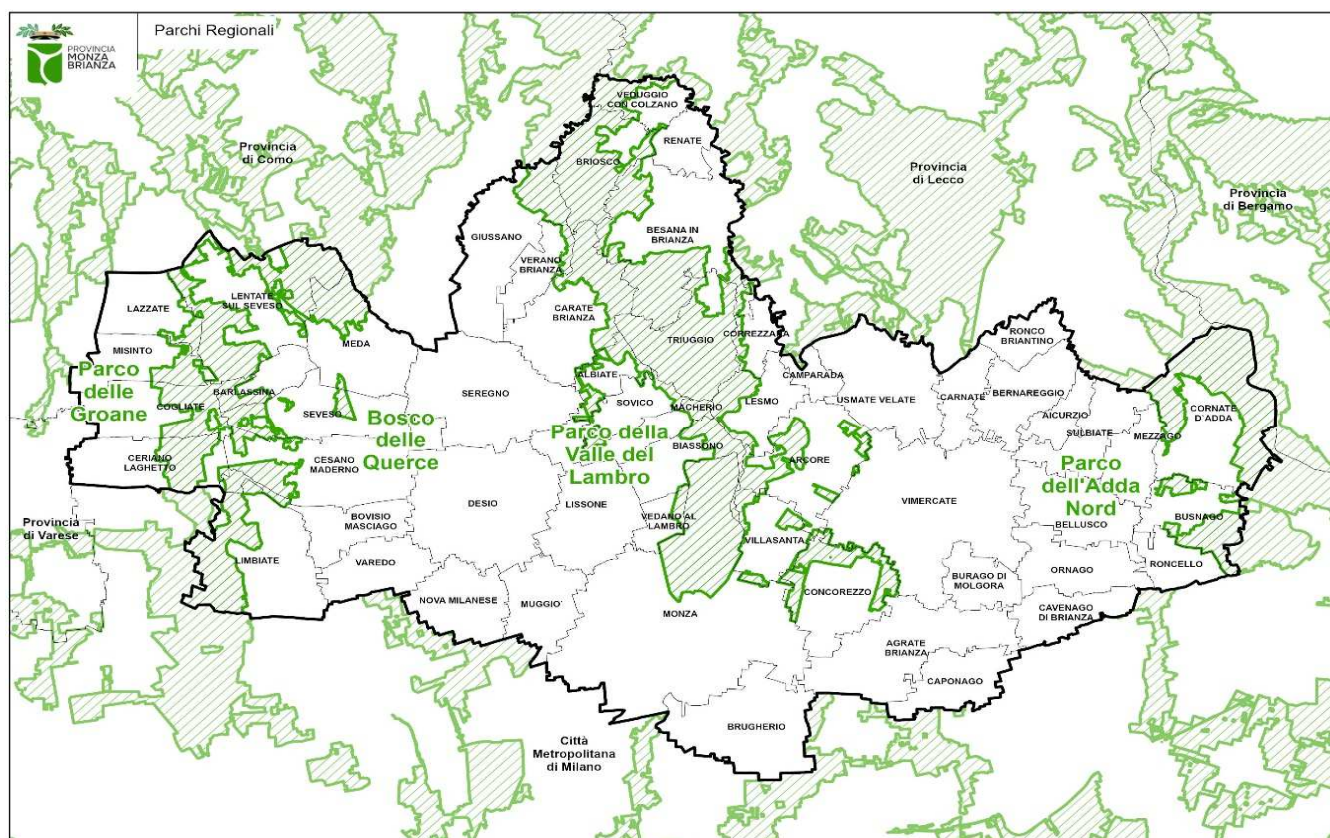 Parchi Regionali
PROVINCIA
MONZA
BRIANZA
VEDUGGIO
CON COLZANO
RENATE
BRIOSCO
Provincia
di Como
Provincia
di Lecco
Provincia
di Bergamo
GIUSSANO
BESANA IN
BRIANZA
VERANO
BRIANZA
LAZZATE
LENTATE
SUL SEVESO
CARATE
BRIANZA
MEDA
TRIUGGIO
CORREZZANA
RONCO
BRIANTINO
MISINTO
Parco
delle
Groane
COGLIATE
BARLASSINA
SEVESO
Bosco
delle
Querce
SEREGNO
ALBIATE
SOVICO
MACHERIO
LESMO
CAMPARADA
USMATE VELATE
CARNATE
BERNAREGGIO
AICURZIO
SULBIATE
MEZZAGO
CORNATE
D'ADDA
Parco della
Valle del
Lambro
BIASSONO
ARCORE
Parco
dell'Adda
Nord
CERIANO
LAGHETTO
CESANO
MADERNO
DESIO
LISSONE
VIMERCATE
BUSNAGO
BOVISIO
MASCIAGO
VEDANO AL
LAMBRO
VILLASANTA
BELLUSCO
Provincia
di Varese
LIMBIATE
VAREDO
RONCELLO
ORNAGO
BURAGO DI
MOLGORA
NOVA MILANESE
MUGGIO'
MONZA
CONCOREZZO
CAVENAGO
DI BRIANZA
AGRATE
BRIANZA
CAPONAGO
BRUGHERIO
Città
Metropolitana
di Milano